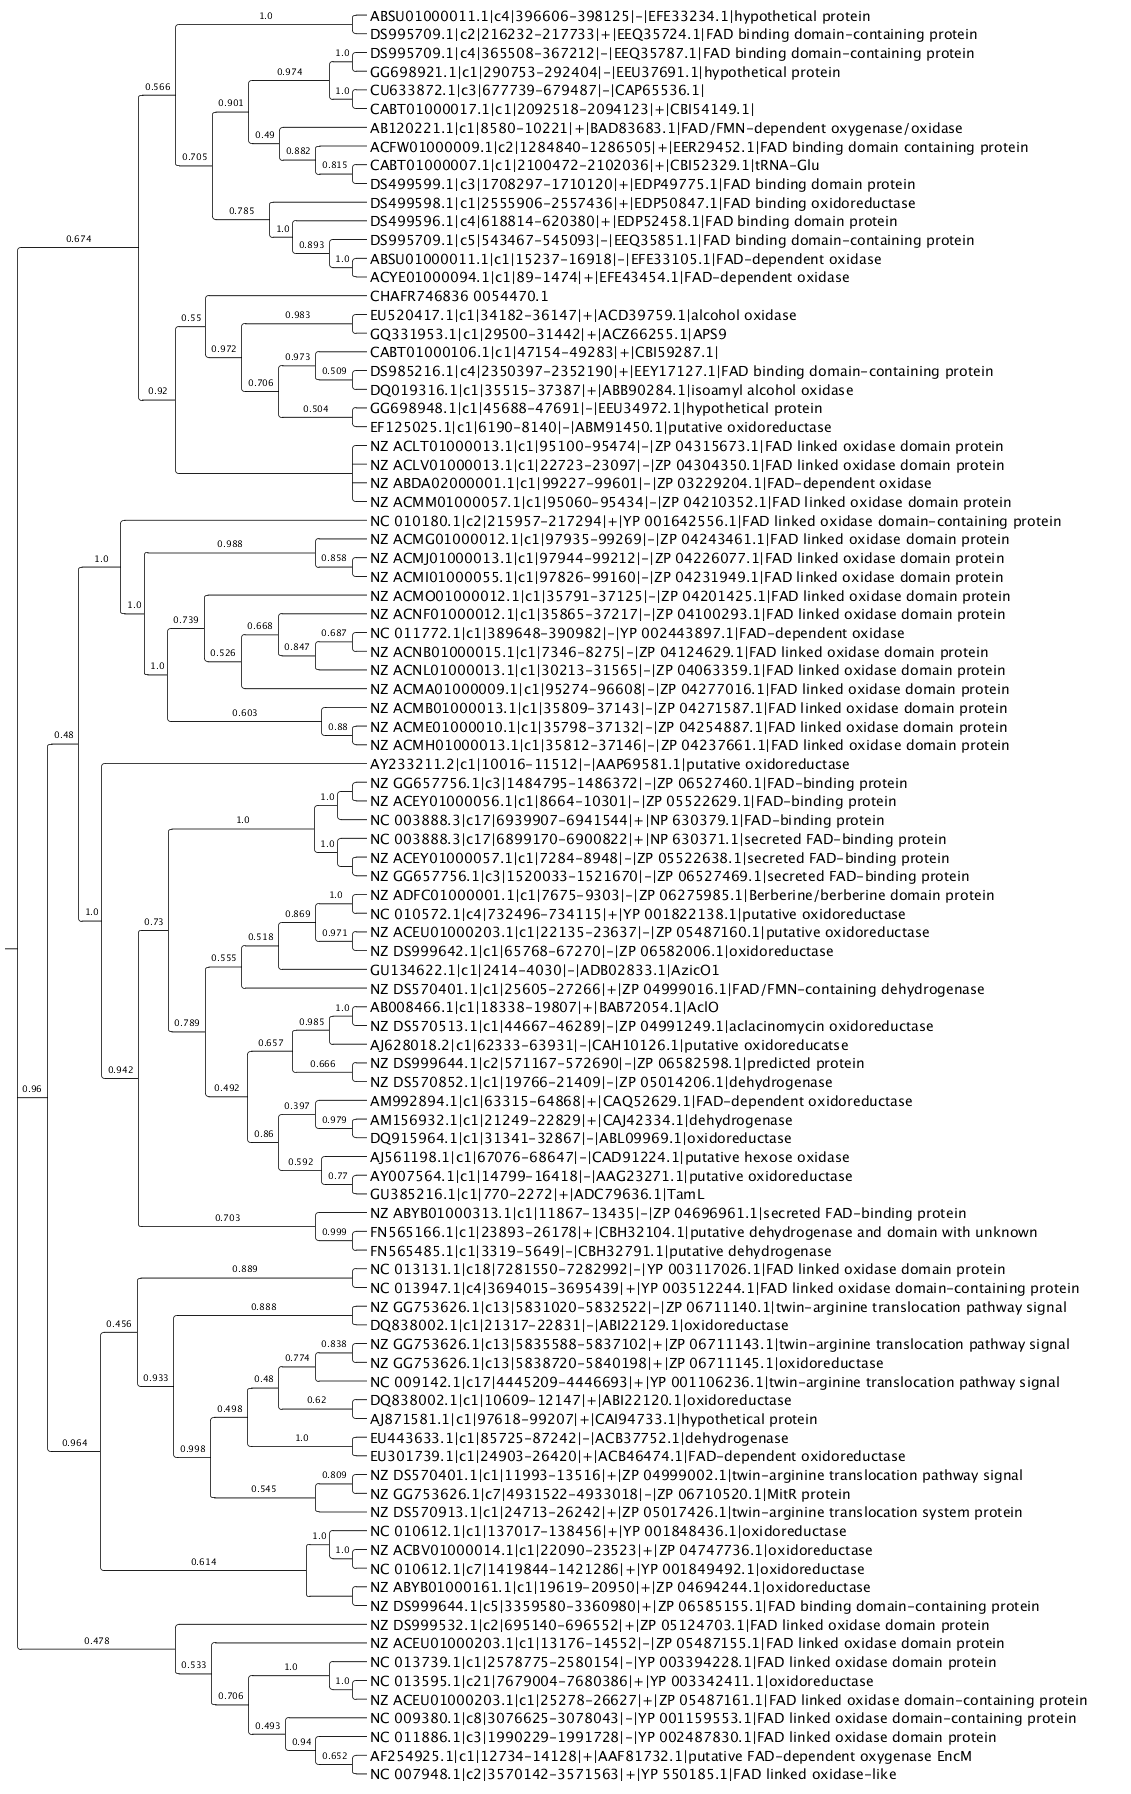 1.0
ABSU01000011.1|c4|396606-398125|-|EFE33234.1|hypothetical protein
DS995709.1|c2|216232-217733|+|EEQ35724.1|FAD binding domain-containing protein
1.0
DS995709.1|c4|365508-367212|-|EEQ35787.1|FAD binding domain-containing protein
0.974
GG698921.1|c1|290753-292404|-|EEU37691.1|hypothetical protein
1.0
CU633872.1|c3|677739-679487|-|CAP65536.1|
0.566
0.901
CABT01000017.1|c1|2092518-2094123|+|CBI54149.1|
0.49
AB120221.1|c1|8580-10221|+|BAD83683.1|FAD/FMN-dependent oxygenase/oxidase
0.882
ACFW01000009.1|c2|1284840-1286505|+|EER29452.1|FAD binding domain containing protein
0.705
0.815
CABT01000007.1|c1|2100472-2102036|+|CBI52329.1|tRNA-Glu
DS499599.1|c3|1708297-1710120|+|EDP49775.1|FAD binding domain protein
0.785
DS499598.1|c1|2555906-2557436|+|EDP50847.1|FAD binding oxidoreductase
1.0
DS499596.1|c4|618814-620380|+|EDP52458.1|FAD binding domain protein
0.674
0.893
DS995709.1|c5|543467-545093|-|EEQ35851.1|FAD binding domain-containing protein
1.0
ABSU01000011.1|c1|15237-16918|-|EFE33105.1|FAD-dependent oxidase
ACYE01000094.1|c1|89-1474|+|EFE43454.1|FAD-dependent oxidase
CHAFR746836 0054470.1
0.55
0.983
EU520417.1|c1|34182-36147|+|ACD39759.1|alcohol oxidase
GQ331953.1|c1|29500-31442|+|ACZ66255.1|APS9
0.972
0.973
CABT01000106.1|c1|47154-49283|+|CBI59287.1|
0.509
DS985216.1|c4|2350397-2352190|+|EEY17127.1|FAD binding domain-containing protein
0.92
0.706
DQ019316.1|c1|35515-37387|+|ABB90284.1|isoamyl alcohol oxidase
0.504
GG698948.1|c1|45688-47691|-|EEU34972.1|hypothetical protein
EF125025.1|c1|6190-8140|-|ABM91450.1|putative oxidoreductase
NZ ACLT01000013.1|c1|95100-95474|-|ZP 04315673.1|FAD linked oxidase domain protein
NZ ACLV01000013.1|c1|22723-23097|-|ZP 04304350.1|FAD linked oxidase domain protein
NZ ABDA02000001.1|c1|99227-99601|-|ZP 03229204.1|FAD-dependent oxidase
NZ ACMM01000057.1|c1|95060-95434|-|ZP 04210352.1|FAD linked oxidase domain protein
NC 010180.1|c2|215957-217294|+|YP 001642556.1|FAD linked oxidase domain-containing protein
0.988
NZ ACMG01000012.1|c1|97935-99269|-|ZP 04243461.1|FAD linked oxidase domain protein
1.0
0.858
NZ ACMJ01000013.1|c1|97944-99212|-|ZP 04226077.1|FAD linked oxidase domain protein
NZ ACMI01000055.1|c1|97826-99160|-|ZP 04231949.1|FAD linked oxidase domain protein
1.0
NZ ACMO01000012.1|c1|35791-37125|-|ZP 04201425.1|FAD linked oxidase domain protein
0.739
0.668
NZ ACNF01000012.1|c1|35865-37217|-|ZP 04100293.1|FAD linked oxidase domain protein
0.687
NC 011772.1|c1|389648-390982|-|YP 002443897.1|FAD-dependent oxidase
0.526
0.847
NZ ACNB01000015.1|c1|7346-8275|-|ZP 04124629.1|FAD linked oxidase domain protein
1.0
NZ ACNL01000013.1|c1|30213-31565|-|ZP 04063359.1|FAD linked oxidase domain protein
NZ ACMA01000009.1|c1|95274-96608|-|ZP 04277016.1|FAD linked oxidase domain protein
0.603
NZ ACMB01000013.1|c1|35809-37143|-|ZP 04271587.1|FAD linked oxidase domain protein
0.88
NZ ACME01000010.1|c1|35798-37132|-|ZP 04254887.1|FAD linked oxidase domain protein
0.48
NZ ACMH01000013.1|c1|35812-37146|-|ZP 04237661.1|FAD linked oxidase domain protein
AY233211.2|c1|10016-11512|-|AAP69581.1|putative oxidoreductase
NZ GG657756.1|c3|1484795-1486372|-|ZP 06527460.1|FAD-binding protein
1.0
NZ ACEY01000056.1|c1|8664-10301|-|ZP 05522629.1|FAD-binding protein
1.0
NC 003888.3|c17|6939907-6941544|+|NP 630379.1|FAD-binding protein
1.0
NC 003888.3|c17|6899170-6900822|+|NP 630371.1|secreted FAD-binding protein
NZ ACEY01000057.1|c1|7284-8948|-|ZP 05522638.1|secreted FAD-binding protein
NZ GG657756.1|c3|1520033-1521670|-|ZP 06527469.1|secreted FAD-binding protein
1.0
NZ ADFC01000001.1|c1|7675-9303|-|ZP 06275985.1|Berberine/berberine domain protein
1.0
0.73
0.869
NC 010572.1|c4|732496-734115|+|YP 001822138.1|putative oxidoreductase
0.971
NZ ACEU01000203.1|c1|22135-23637|-|ZP 05487160.1|putative oxidoreductase
0.518
NZ DS999642.1|c1|65768-67270|-|ZP 06582006.1|oxidoreductase
0.555
GU134622.1|c1|2414-4030|-|ADB02833.1|AzicO1
NZ DS570401.1|c1|25605-27266|+|ZP 04999016.1|FAD/FMN-containing dehydrogenase
1.0
AB008466.1|c1|18338-19807|+|BAB72054.1|AclO
0.789
0.985
NZ DS570513.1|c1|44667-46289|-|ZP 04991249.1|aclacinomycin oxidoreductase
0.657
AJ628018.2|c1|62333-63931|-|CAH10126.1|putative oxidoreducatse
0.942
0.666
NZ DS999644.1|c2|571167-572690|-|ZP 06582598.1|predicted protein
0.96
0.492
NZ DS570852.1|c1|19766-21409|-|ZP 05014206.1|dehydrogenase
0.397
AM992894.1|c1|63315-64868|+|CAQ52629.1|FAD-dependent oxidoreductase
0.979
AM156932.1|c1|21249-22829|+|CAJ42334.1|dehydrogenase
0.86
DQ915964.1|c1|31341-32867|-|ABL09969.1|oxidoreductase
0.592
AJ561198.1|c1|67076-68647|-|CAD91224.1|putative hexose oxidase
0.77
AY007564.1|c1|14799-16418|-|AAG23271.1|putative oxidoreductase
GU385216.1|c1|770-2272|+|ADC79636.1|TamL
0.703
NZ ABYB01000313.1|c1|11867-13435|-|ZP 04696961.1|secreted FAD-binding protein
0.999
FN565166.1|c1|23893-26178|+|CBH32104.1|putative dehydrogenase and domain with unknown
FN565485.1|c1|3319-5649|-|CBH32791.1|putative dehydrogenase
0.889
NC 013131.1|c18|7281550-7282992|-|YP 003117026.1|FAD linked oxidase domain protein
NC 013947.1|c4|3694015-3695439|+|YP 003512244.1|FAD linked oxidase domain-containing protein
0.888
NZ GG753626.1|c13|5831020-5832522|-|ZP 06711140.1|twin-arginine translocation pathway signal
0.456
DQ838002.1|c1|21317-22831|-|ABI22129.1|oxidoreductase
0.838
NZ GG753626.1|c13|5835588-5837102|+|ZP 06711143.1|twin-arginine translocation pathway signal
0.774
NZ GG753626.1|c13|5838720-5840198|+|ZP 06711145.1|oxidoreductase
0.933
0.48
NC 009142.1|c17|4445209-4446693|+|YP 001106236.1|twin-arginine translocation pathway signal
0.62
DQ838002.1|c1|10609-12147|+|ABI22120.1|oxidoreductase
0.498
AJ871581.1|c1|97618-99207|+|CAI94733.1|hypothetical protein
0.964
1.0
EU443633.1|c1|85725-87242|-|ACB37752.1|dehydrogenase
0.998
EU301739.1|c1|24903-26420|+|ACB46474.1|FAD-dependent oxidoreductase
0.809
NZ DS570401.1|c1|11993-13516|+|ZP 04999002.1|twin-arginine translocation pathway signal
0.545
NZ GG753626.1|c7|4931522-4933018|-|ZP 06710520.1|MitR protein
NZ DS570913.1|c1|24713-26242|+|ZP 05017426.1|twin-arginine translocation system protein
1.0
NC 010612.1|c1|137017-138456|+|YP 001848436.1|oxidoreductase
1.0
NZ ACBV01000014.1|c1|22090-23523|+|ZP 04747736.1|oxidoreductase
0.614
NC 010612.1|c7|1419844-1421286|+|YP 001849492.1|oxidoreductase
NZ ABYB01000161.1|c1|19619-20950|+|ZP 04694244.1|oxidoreductase
NZ DS999644.1|c5|3359580-3360980|+|ZP 06585155.1|FAD binding domain-containing protein
NZ DS999532.1|c2|695140-696552|+|ZP 05124703.1|FAD linked oxidase domain protein
0.478
NZ ACEU01000203.1|c1|13176-14552|-|ZP 05487155.1|FAD linked oxidase domain protein
0.533
1.0
NC 013739.1|c1|2578775-2580154|-|YP 003394228.1|FAD linked oxidase domain protein
1.0
NC 013595.1|c21|7679004-7680386|+|YP 003342411.1|oxidoreductase
0.706
NZ ACEU01000203.1|c1|25278-26627|+|ZP 05487161.1|FAD linked oxidase domain-containing protein
0.493
NC 009380.1|c8|3076625-3078043|-|YP 001159553.1|FAD linked oxidase domain-containing protein
0.94
NC 011886.1|c3|1990229-1991728|-|YP 002487830.1|FAD linked oxidase domain protein
0.652
AF254925.1|c1|12734-14128|+|AAF81732.1|putative FAD-dependent oxygenase EncM
NC 007948.1|c2|3570142-3571563|+|YP 550185.1|FAD linked oxidase-like